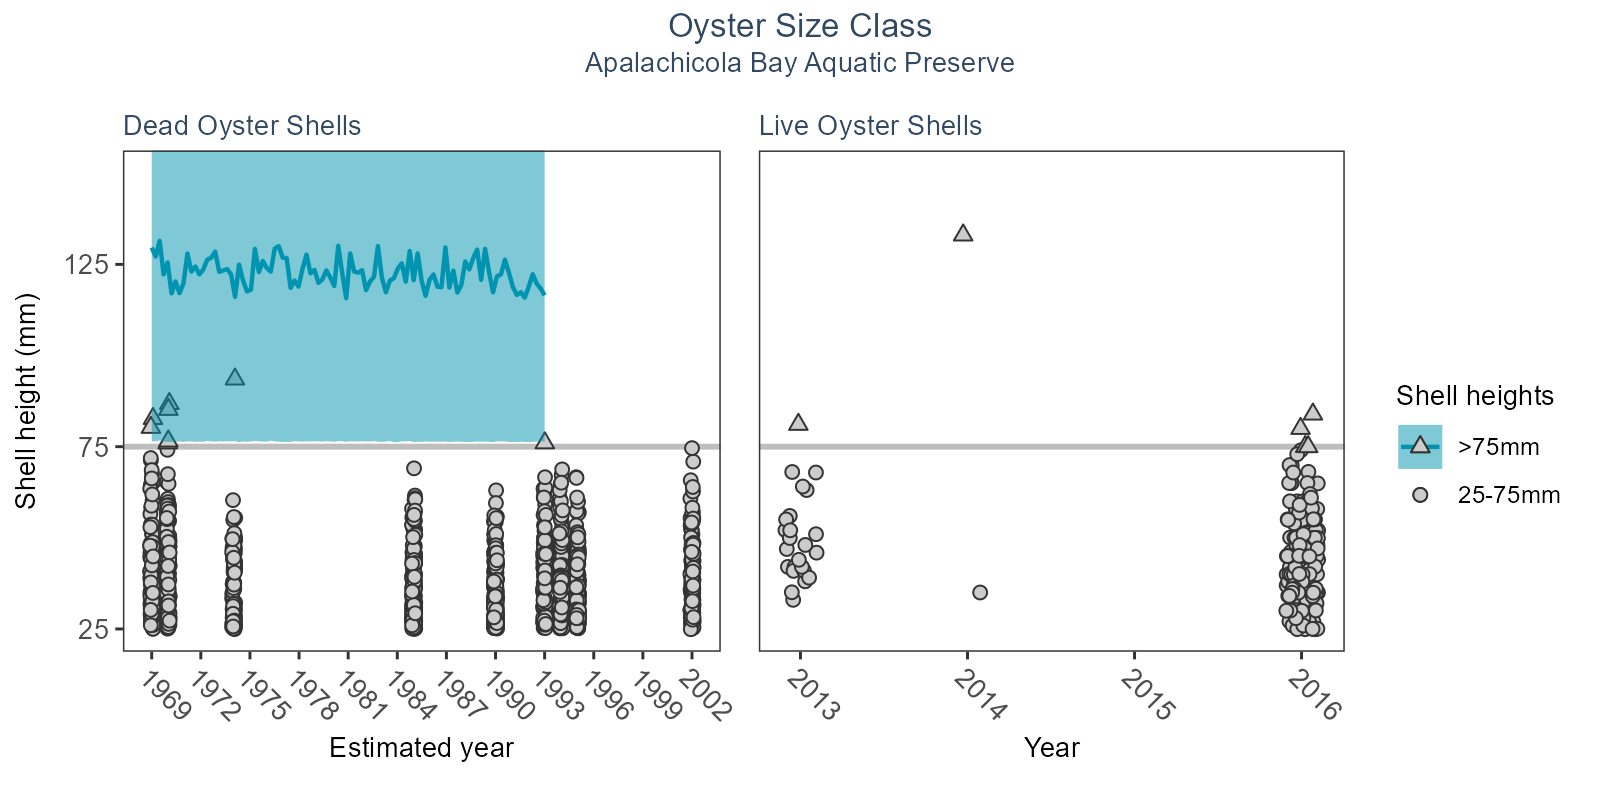 Oyster Size Class
Apalachicola Bay Aquatic Preserve
Dead Oyster Shells
Live Oyster Shells
Shell height (mm)
125
75
25
1969
1972
1975
1978
1981
1984
1987
1990
1993
1996
1999
2002
Estimated year
2013
2014
2015
2016
Year
Shell heights
>75mm
25-75mm